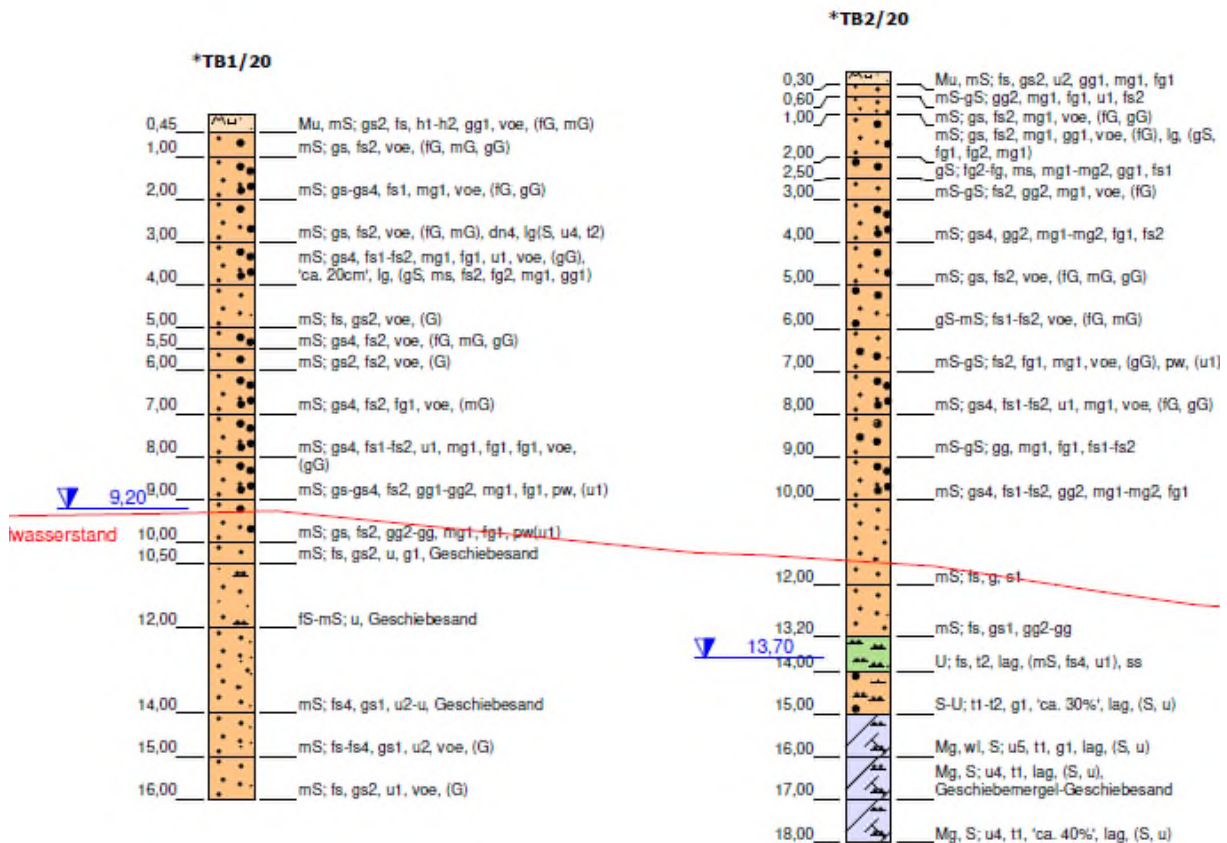 *TB1/20
0,45 Mu, mS; gs2, fs, h1-h2, gg1, voe, (fG, mG)
1,00 mS; gs, fs2, voe, (fG, mG, gG)
2,00 mS; gs-gs4, fs1, mg1, voe, (fG, gG)
3,00 mS; gs, fs2, voe, (fG, mG), dn4, lg(S, u4, t2)
mS; gs4, fs1-fs2, mg1, fg1, u1, voe, (gG),
4,00 'ca. 20cm', lg, (gS, ms, fs2, fg2, mg1, gg1)
5,00 mS; fs, gs2, voe, (G)
5,50 mS; gs4, fs2, voe, (fG, mG, gG)
6,00 mS; gs2, fs2, voe, (G)
7,00 mS; gs4, fs2, fg1, voe, (mG)
8,00 mS; gs4, fs1-fs2, u1, mg1, fg1, fg1, voe,
(gG)
9,00 mS; gs-gs4, fs2, gg1-gg2, mg1, fg1, pw, (u1)
9,20
wasserstand
10,00 mS; gs, fs2, gg2-gg, mg1, fg1, pw(u1)
10,50 mS; fs, gs2, u, g1, Geschiebesand
12,00 fS-mS; u, Geschiebesand
14,00 mS; fs4, gs1, u2-u, Geschiebesand
15,00 mS; fs-fs4, gs1, u2, voe, (G)
16,00 mS; fs, gs2, u1, voe, (G)
*TB2/20
0,30 Mu, mS; fs, gs2, u2, gg1, mg1, fg1
0,60 mS-gS; gg2, mg1, fg1, u1, fs2
1,00 mS; gs, fs2, mg1, voe, (fG, gG)
mS; gs, fs2, mg1, gg1, voe, (fG), lg, (gS,
2,00 fg1, fg2, mg1)
2,50 gS; fg2-fg, ms, mg1-mg2, gg1, fs1
3,00 mS-gS; fs2, gg2, mg1, voe, (fG)
4,00 mS; gs4, gg2, mg1-mg2, fg1, fs2
5,00 mS; gs, fs2, voe, (fG, mG, gG)
6,00 gS-mS; fs1-fs2, voe, (fG, mG)
7,00 mS-gS; fs2, fg1, mg1, voe, (gG), pw, (u1)
8,00 mS; gs4, fs1-fs2, u1, mg1, voe, (fG, gG)
9,00 mS-gS; gg, mg1, fg1, fs1-fs2
10,00 mS; gs4, fs1-fs2, gg2, mg1-mg2, fg1
12,00 mS; fs, g, s1
13,20 mS; fs, gs1, gg2-gg
13,70
14,00 U; fs, t2, lag, (mS, fs4, u1), ss
15,00 S-U; t1-t2, g1, 'ca. 30%', lag, (S, u)
16,00 Mg, wl, S; u5, t1, g1, lag, (S, u)
Mg, S; u4, t1, lag, (S, u),
17,00 Geschiebemergel-Geschiebesand
18,00 Mg, S; u4, t1, 'ca. 40%', lag, (S, u)